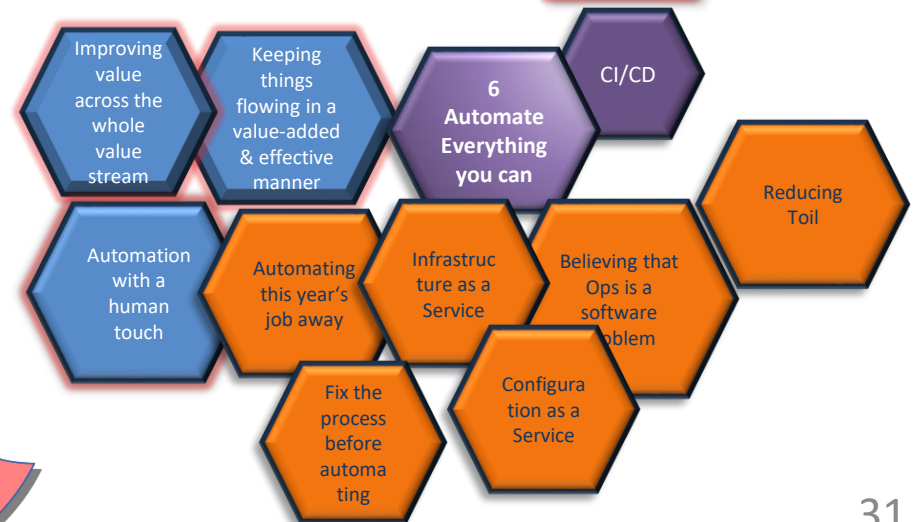 Improving
value
across the
whole
value
stream
Keeping
things
flowing in a
value-added
& effective
manner
6
Automate
Everything
you can
CI/CD
Reducing
Toil
Automation
with a
human
touch
Automating
this year's
job away
Infrastruc
ture as a
Service
Believing that
Ops is a
software
oblem
Fix the
process
before
automa
ting
Configura
tion as a
Service
31